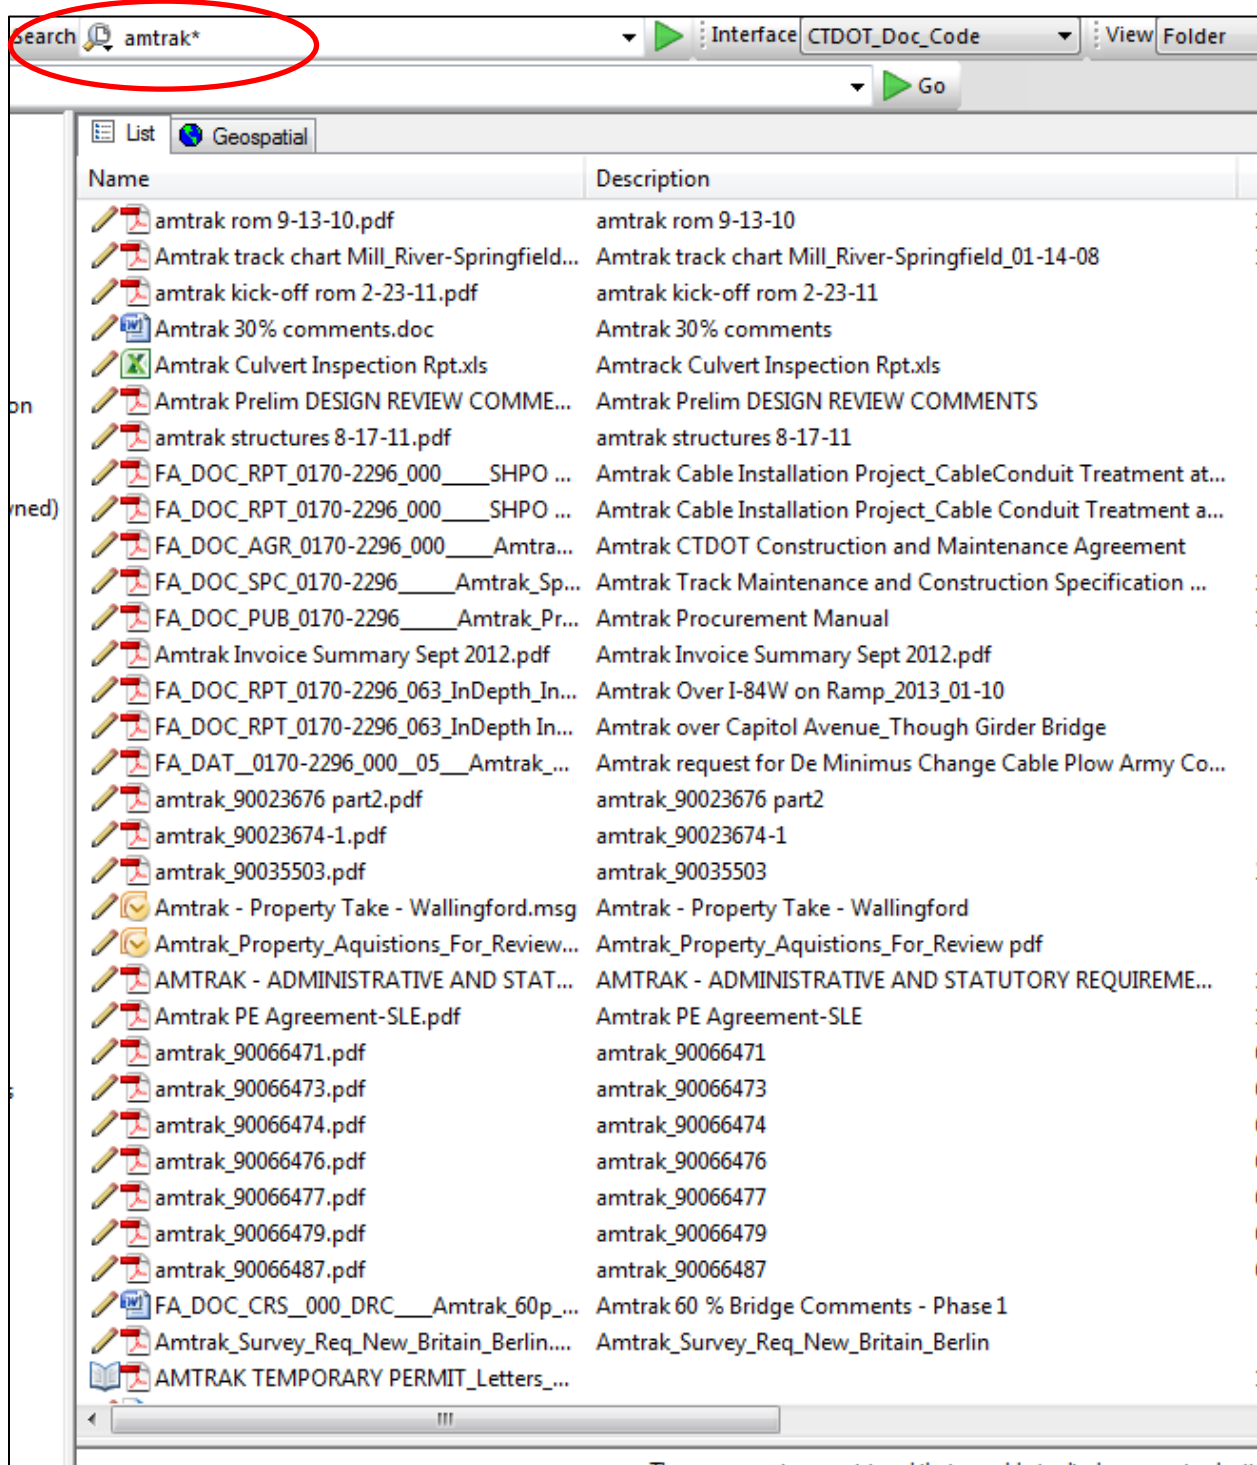 Search amtrak* Interface CTDOT_Doc_Code View Folder
Go
List Geospatial
Name Description
amtrak rom 9-13-10.pdf amtrak rom 9-13-10
Amtrak track chart Mill_River-Springfield... Amtrak track chart Mill_River-Springfield_01-14-08
amtrak kick-off rom 2-23-11.pdf amtrak kick-off rom 2-23-11
Amtrak 30% comments.doc Amtrak 30% comments
Amtrak Culvert Inspection Rpt.xls Amtrack Culvert Inspection Rpt.xls
on Amtrak Prelim DESIGN REVIEW COMME... Amtrak Prelim DESIGN REVIEW COMMENTS
amtrak structures 8-17-11.pdf amtrak structures 8-17-11
FA_DOC_RPT_0170-2296_000____SHPO ... Amtrak Cable Installation Project_CableConduit Treatment at...
ned) FA_DOC_RPT_0170-2296_000____SHPO ... Amtrak Cable Installation Project_Cable Conduit Treatment a...
FA_DOC_AGR_0170-2296_000____Amtra... Amtrak CTDOT Construction and Maintenance Agreement
FA_DOC_SPC_0170-2296_____Amtrak_Sp... Amtrak Track Maintenance and Construction Specification ...
FA_DOC_PUB_0170-2296_____Amtrak_Pr... Amtrak Procurement Manual
Amtrak Invoice Summary Sept 2012.pdf Amtrak Invoice Summary Sept 2012.pdf
FA_DOC_RPT_0170-2296_063_InDepth_In... Amtrak Over I-84W on Ramp_2013_01-10
FA_DOC_RPT_0170-2296_063_InDepth In... Amtrak over Capitol Avenue_Though Girder Bridge
FA_DAT__0170-2296_000__05___Amtrak_... Amtrak request for De Minimus Change Cable Plow Army Co...
amtrak_90023676 part2.pdf amtrak_90023676 part2
amtrak_90023674-1.pdf amtrak_90023674-1
amtrak_90035503.pdf amtrak_90035503
Amtrak - Property Take - Wallingford.msg Amtrak - Property Take - Wallingford
Amtrak_Property_Aquistions_For_Review... Amtrak_Property_Aquistions_For_Review pdf
AMTRAK - ADMINISTRATIVE AND STAT... AMTRAK - ADMINISTRATIVE AND STATUTORY REQUIREME...
Amtrak PE Agreement-SLE.pdf Amtrak PE Agreement-SLE
amtrak_90066471.pdf amtrak_90066471
amtrak_90066473.pdf amtrak_90066473
amtrak_90066474.pdf amtrak_90066474
amtrak_90066476.pdf amtrak_90066476
amtrak_90066477.pdf amtrak_90066477
amtrak_90066479.pdf amtrak_90066479
amtrak_90066487.pdf amtrak_90066487
FA_DOC_CRS__000_DRC___Amtrak_60p_... Amtrak 60 % Bridge Comments - Phase 1
Amtrak_Survey_Req_New_Britain_Berlin.... Amtrak_Survey_Req_New_Britain_Berlin
AMTRAK TEMPORARY PERMIT_Letters_...